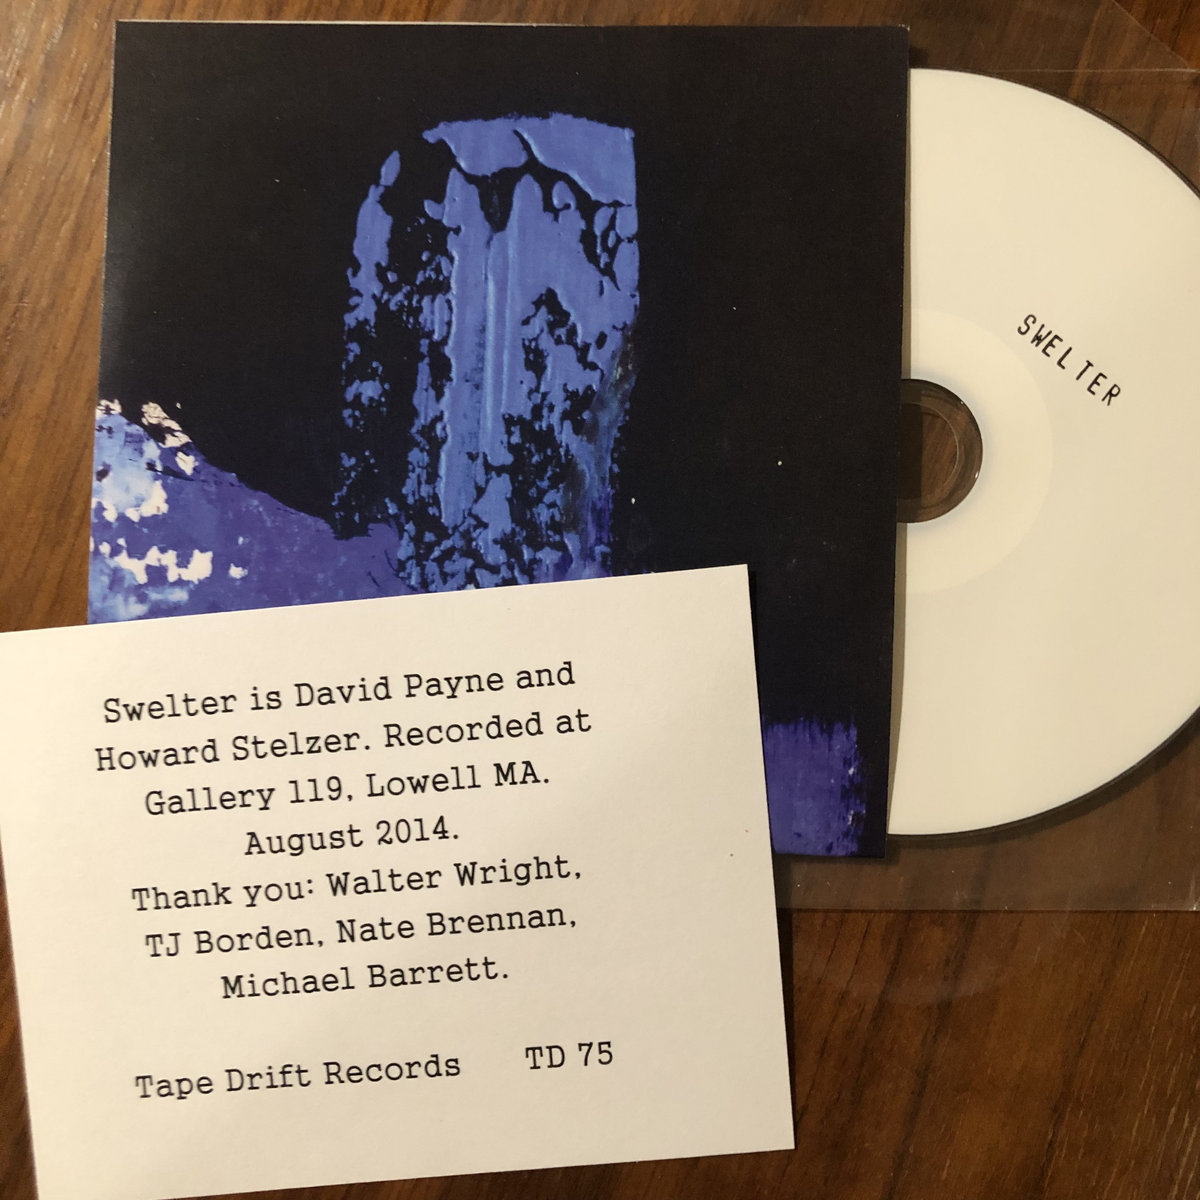 SWELTER
Swelter is David Payne and
Howard Stelzer. Recorded at
Gallery 119, Lowell MA.
August 2014.
Thank you: Walter Wright,
TJ Borden, Nate Brennan,
Michael Barrett.
Tape Drift Records TD 75